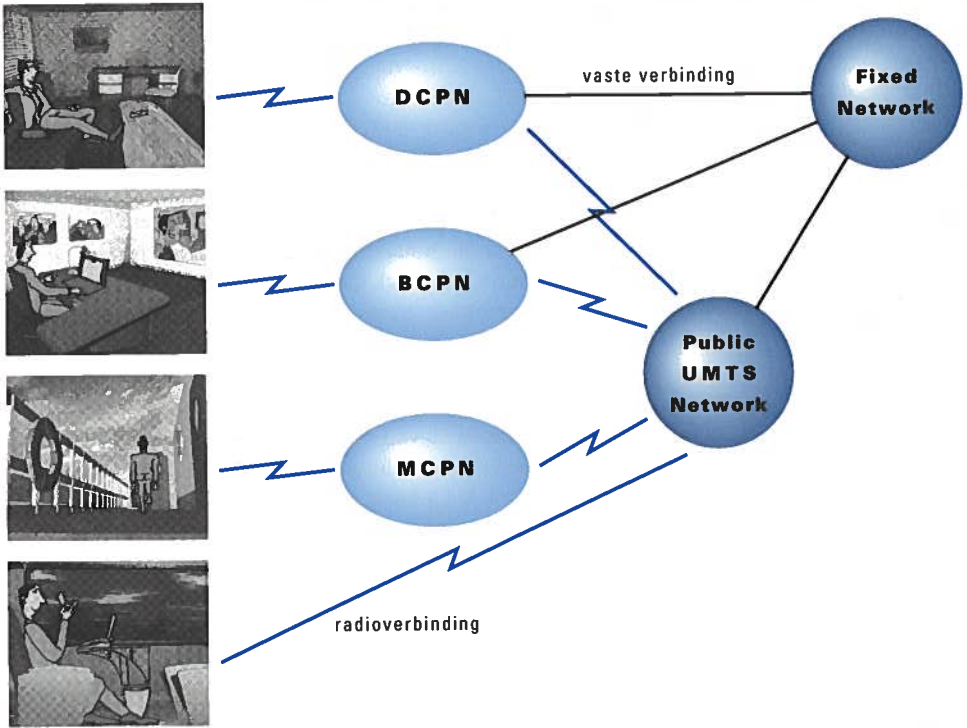 DCPN
vaste verbinding
Fixed
Network
BCPN
Public
UMTS
Network
MCPN
radioverbinding